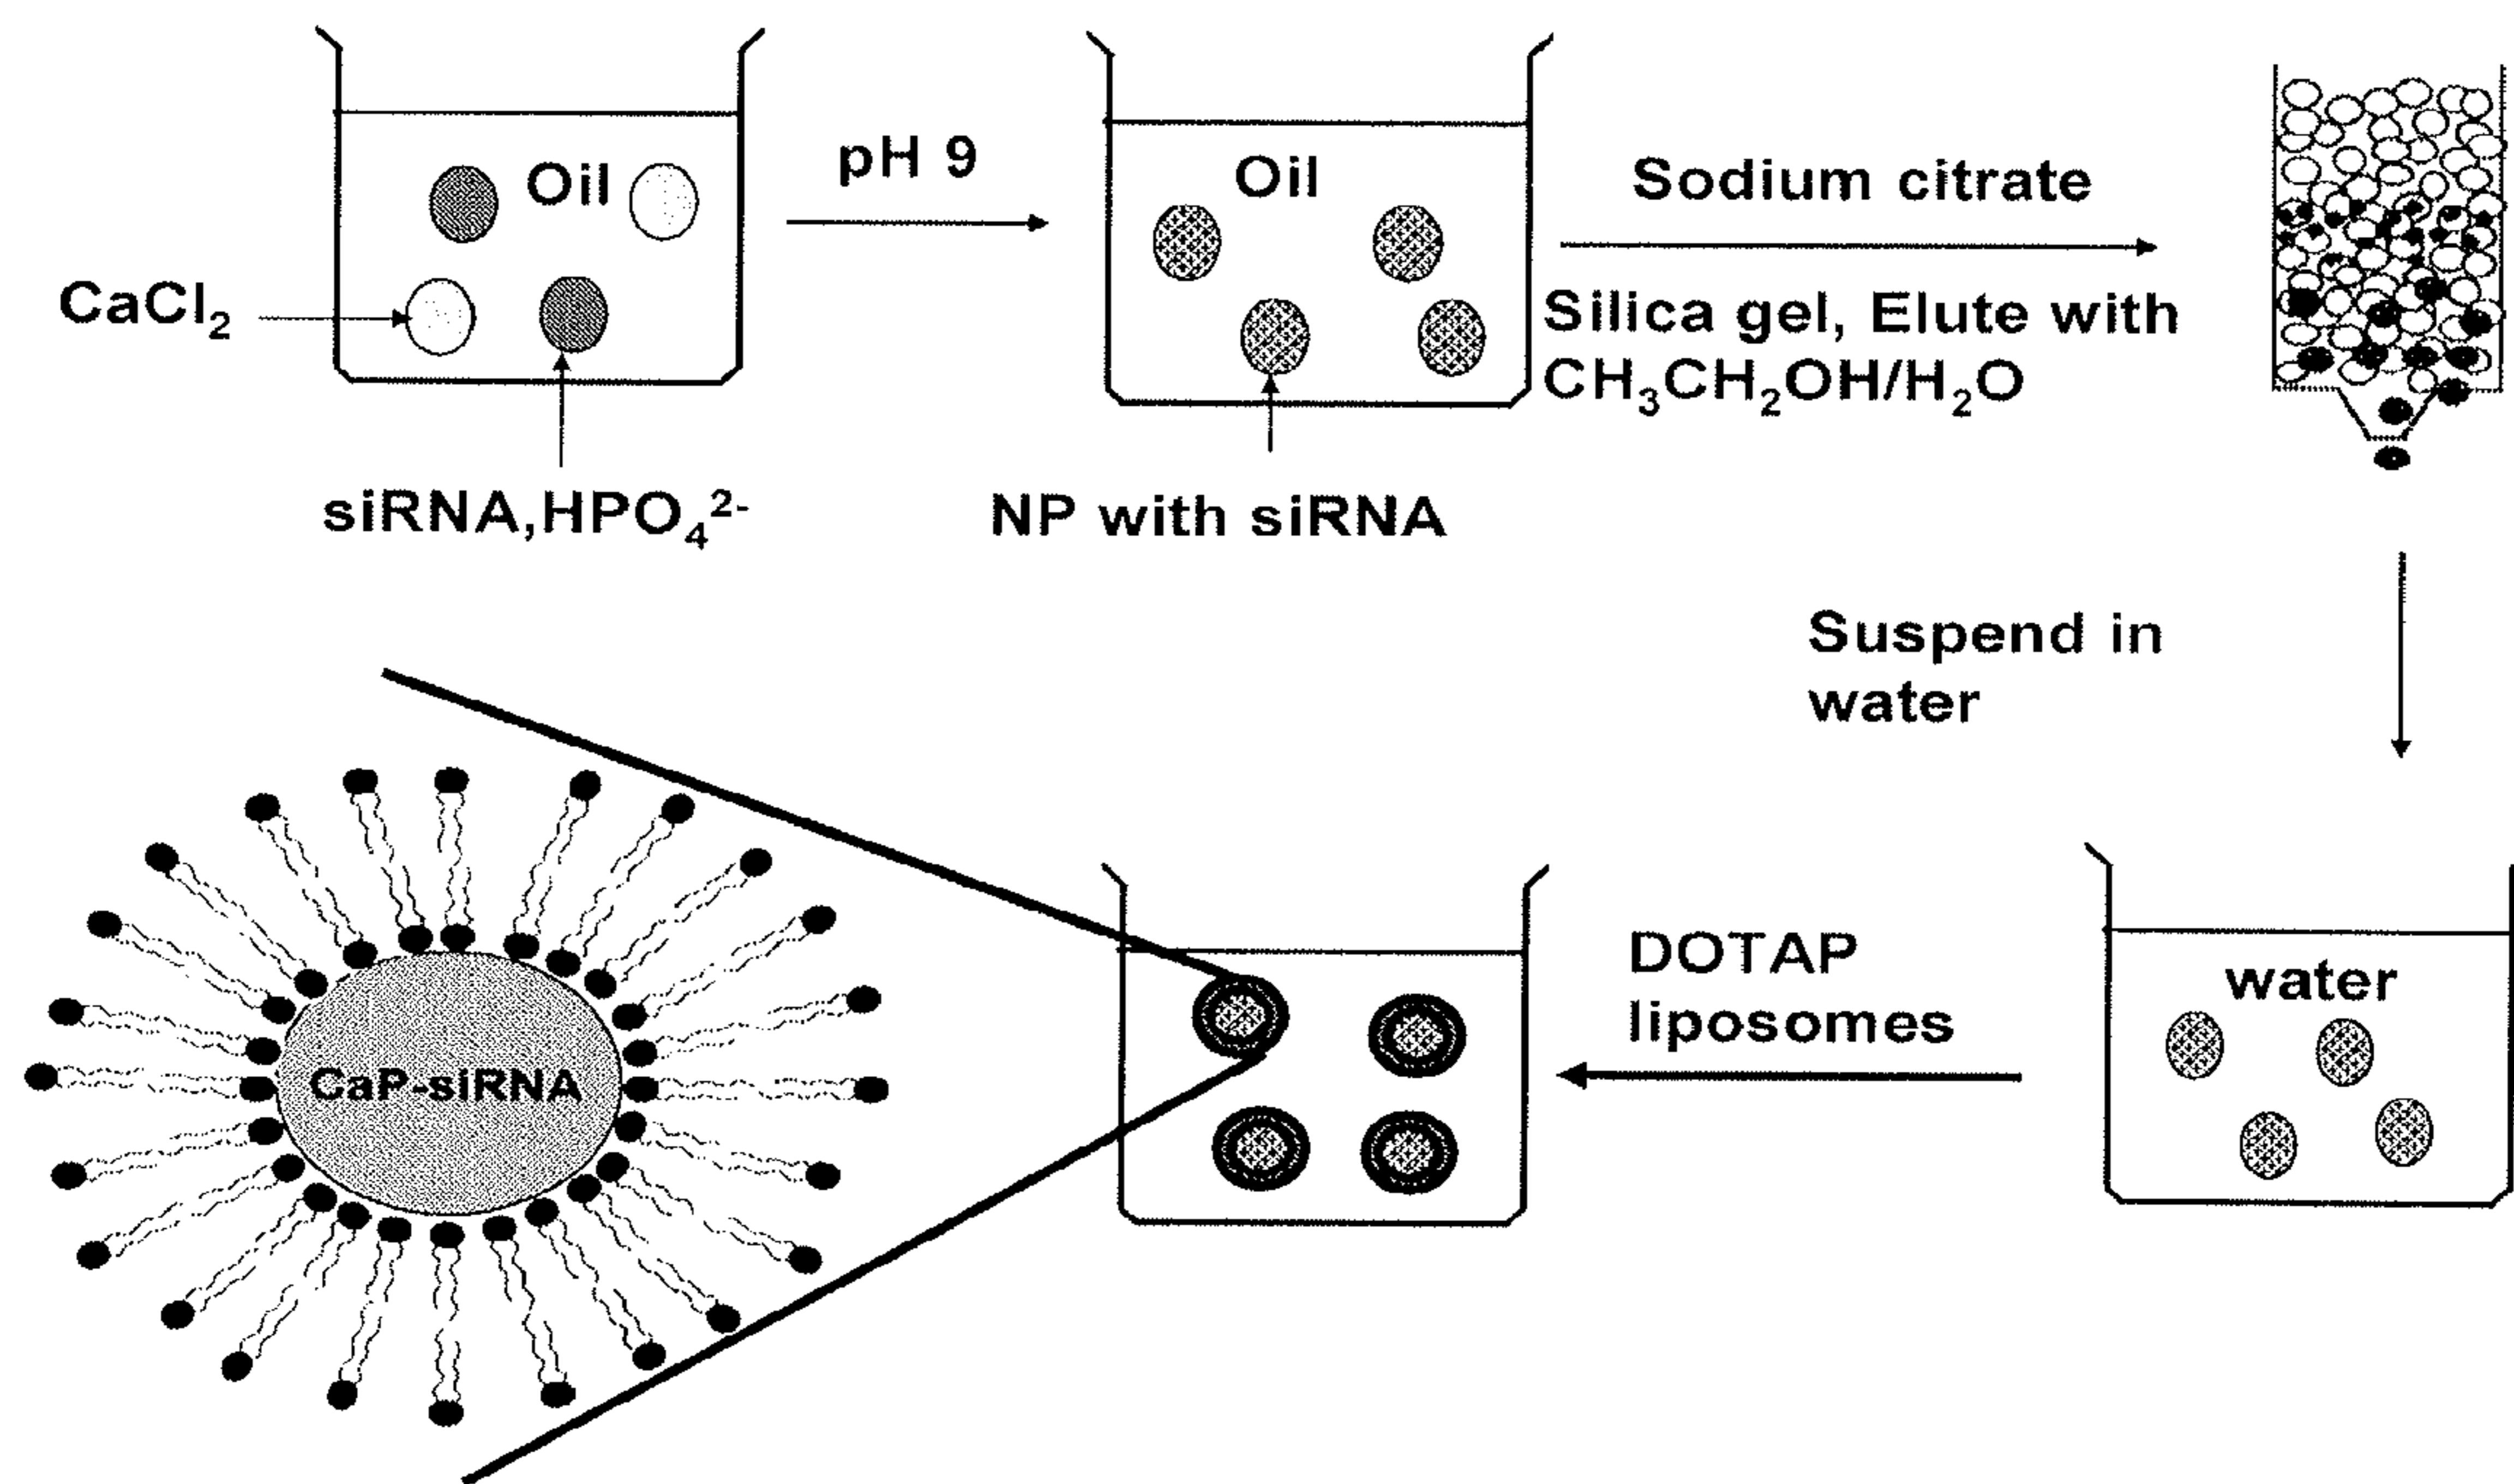 Oil
CaCl₂
siRNA,HPO₄²⁻
pH 9
Oil
NP with siRNA
Sodium citrate
Silica gel, Elute with
CH₃CH₂OH/H₂O
Suspend in
water
water
DOTAP
liposomes
CaP-siRNA